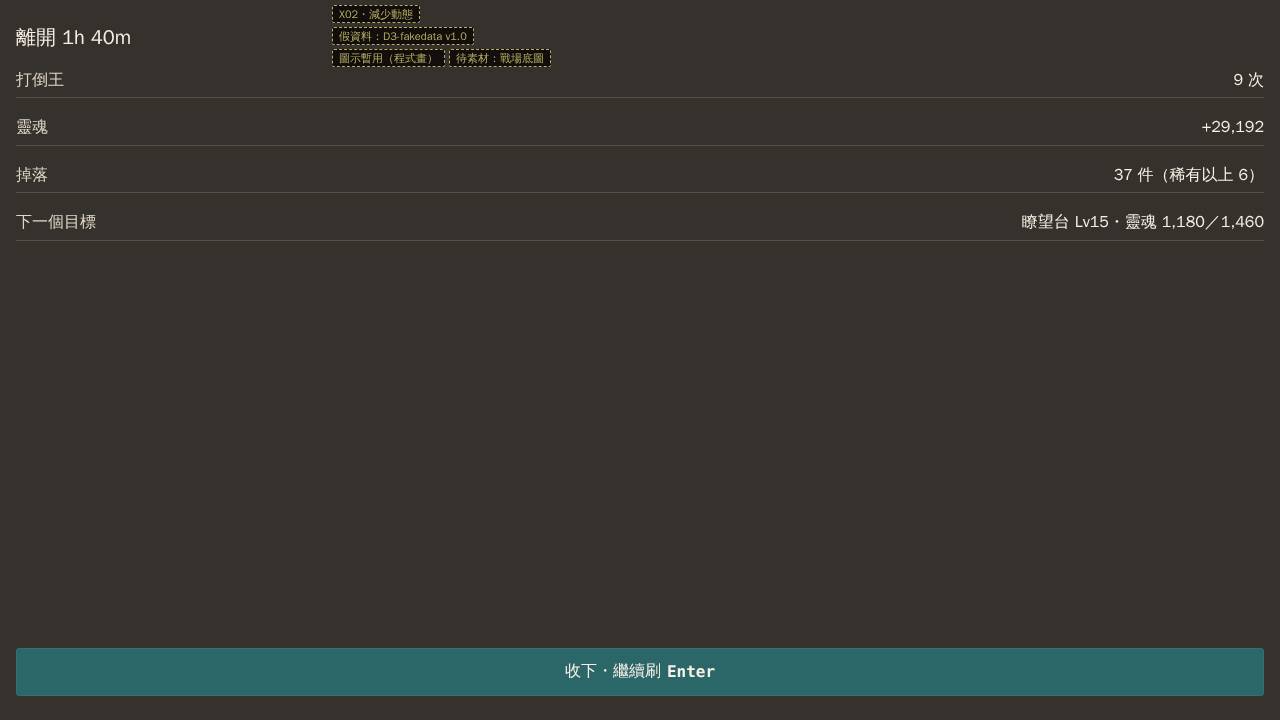 X02・減少動態
離開 1h 40m
假資料：D3-fakedata v1.0
圖示暫用（程式畫） 待素材：戰場底圖
打倒王 9 次
靈魂 +29,192
掉落 37 件（稀有以上 6）
下一個目標 瞭望台 Lv15・靈魂 1,180／1,460
收下・繼續刷 Enter